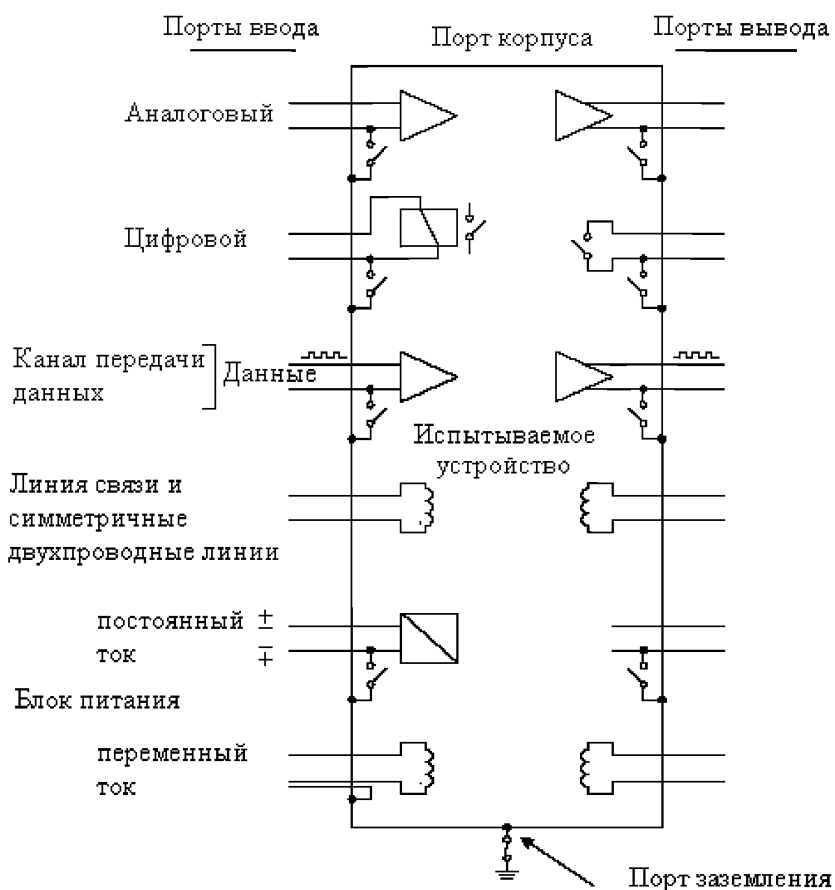 Порты ввода
Порт корпуса
Порты вывода
Аналоговый
Цифровой
Канал передачи
данных
Данные
Испытываемое
устройство
Линия связи и
симметричные
двухпроводные линии
постоянный ±
ток ∓
Блок питания
переменный
ток
Порт заземления